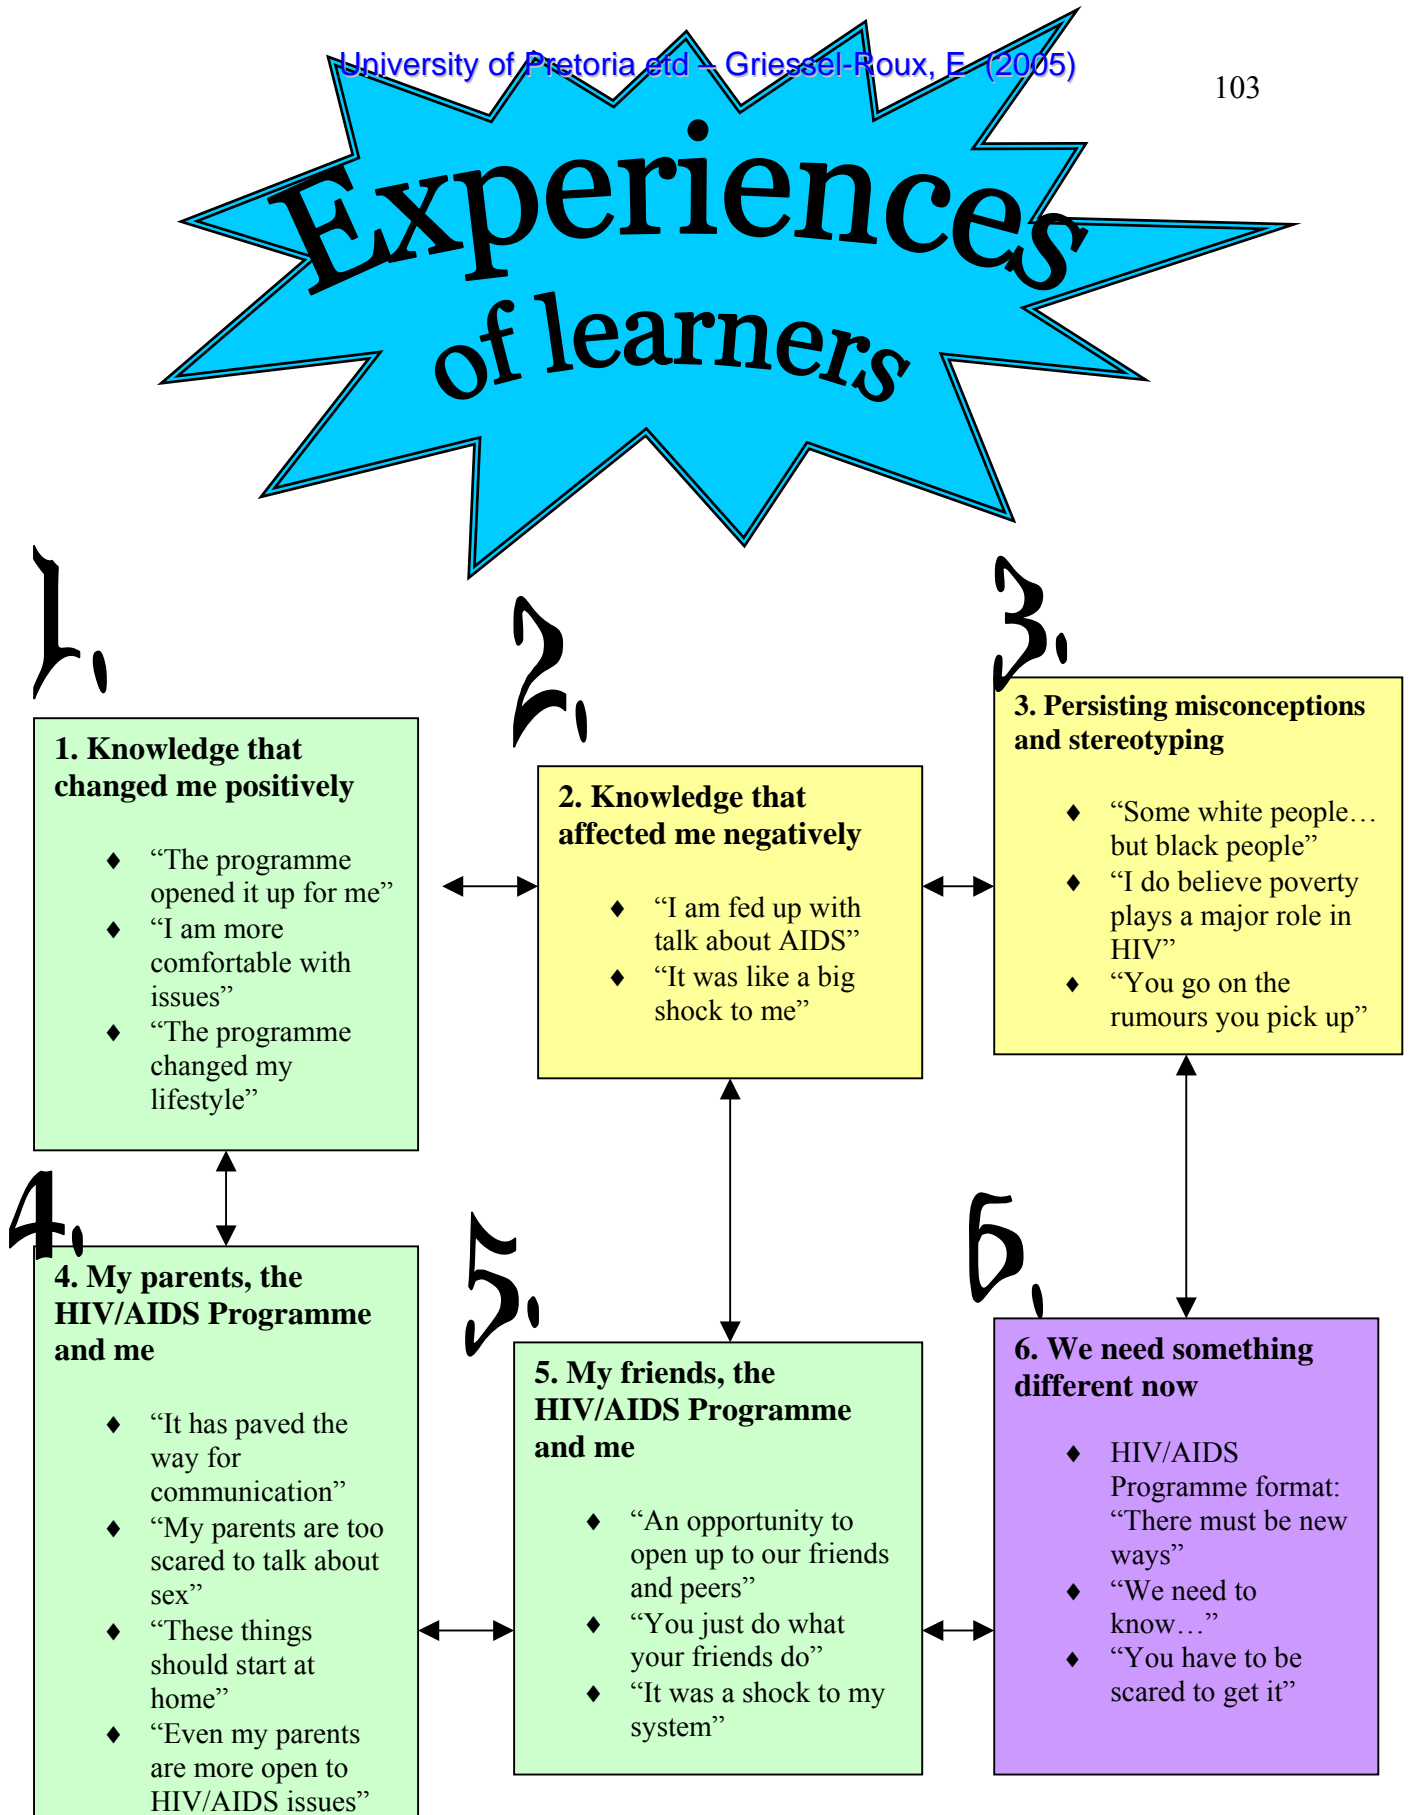 University of Pretoria etd – Griessel-Roux, E (2005)
103
Experiences
of learners
1.
2.
3.
1. Knowledge that
changed me positively
♦ “The programme
opened it up for me”
♦ “I am more
comfortable with
issues”
♦ “The programme
changed my
lifestyle”
2. Knowledge that
affected me negatively
♦ “I am fed up with
talk about AIDS”
♦ “It was like a big
shock to me”
3. Persisting misconceptions
and stereotyping
♦ “Some white people…
but black people”
♦ “I do believe poverty
plays a major role in
HIV”
♦ “You go on the
rumours you pick up”
4.
5.
6.
4. My parents, the
HIV/AIDS Programme
and me
♦ “It has paved the
way for
communication”
♦ “My parents are too
scared to talk about
sex”
♦ “These things
should start at
home”
♦ “Even my parents
are more open to
HIV/AIDS issues”
5. My friends, the
HIV/AIDS Programme
and me
♦ “An opportunity to
open up to our friends
and peers”
♦ “You just do what
your friends do”
♦ “It was a shock to my
system”
6. We need something
different now
♦ HIV/AIDS
Programme format:
“There must be new
ways”
♦ “We need to
know…”
♦ “You have to be
scared to get it”